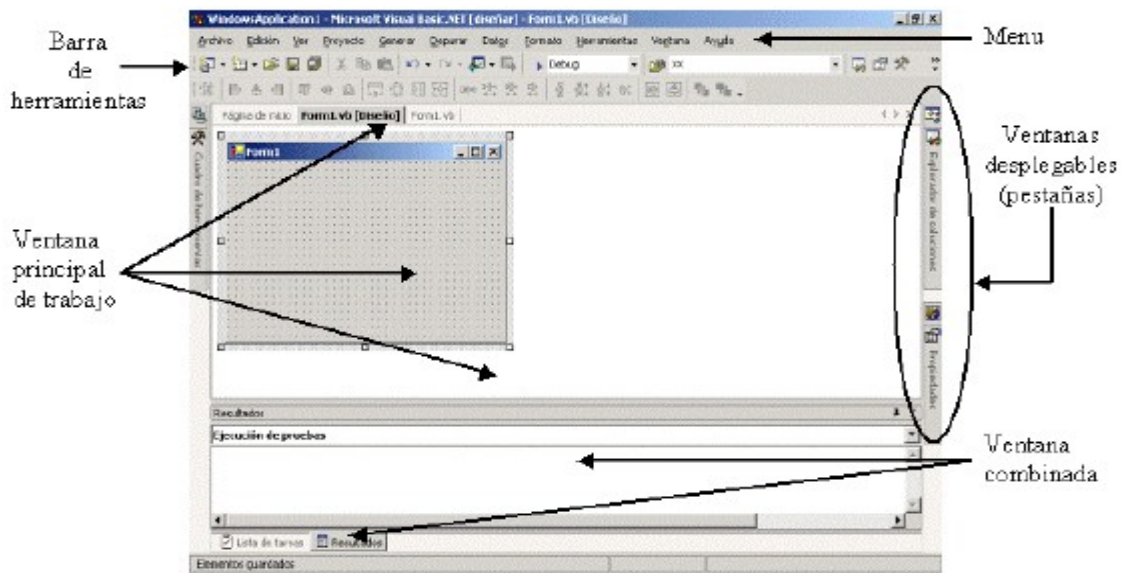 WindowsApplication1 - Microsoft Visual Basic.NET [diseñar] - Form1.vb [Diseño]
Archivo Edición Ver Proyecto Generar Depurar Datos Formato Herramientas Ventana Ayuda
Menu
Barra
de
herramientas
Debug
xx
Página de inicio Form1.vb [Diseño] Form1.vb
Form1
Cuadro de herramientas
Explorador de soluciones
Propiedades
Ventanas
desplegables
(pestañas)
Ventana
principal
de trabajo
Resultados
Ejecución de pruebas
Ventana
combinada
Lista de tareas Resultados
Elementos guardados